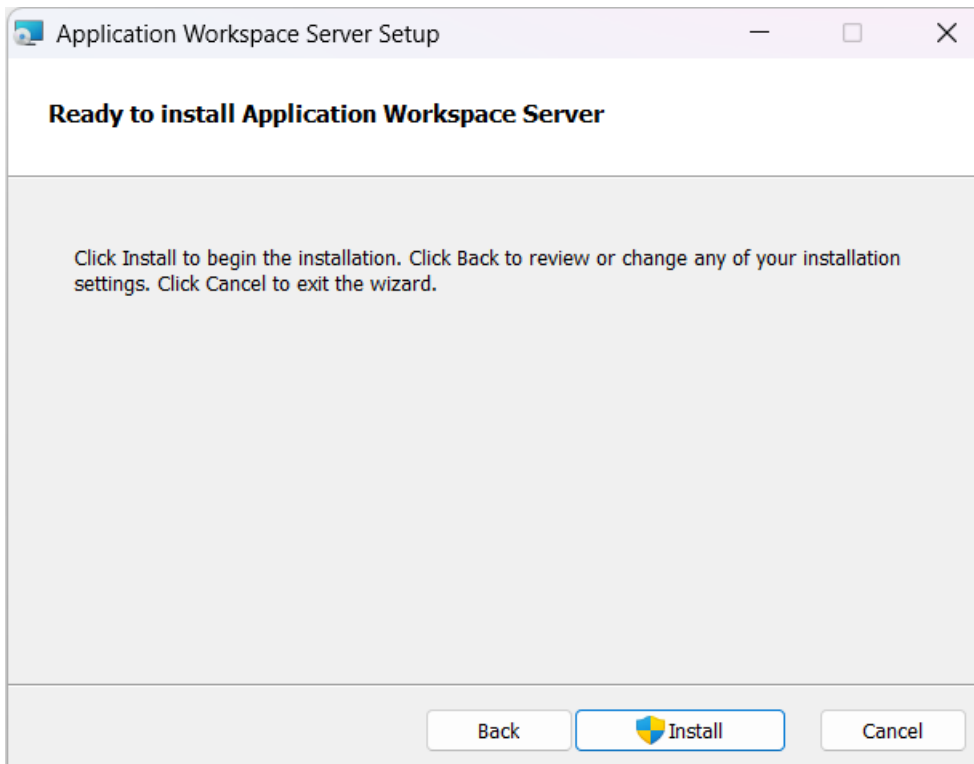 Application Workspace Server Setup
Ready to install Application Workspace Server
Click Install to begin the installation. Click Back to review or change any of your installation
settings. Click Cancel to exit the wizard.
Back
Install
Cancel